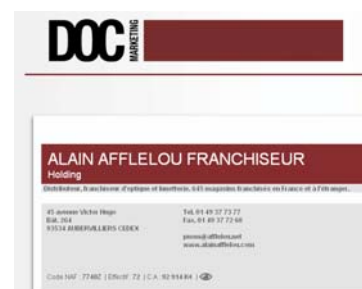 DOC MARKETING
ALAIN AFFLELOU FRANCHISEUR
Holding
Distributeur, franchiseur d'optique et lunetterie. 645 magasins franchisés en France et à l'étranger.
45 avenue Victor Hugo
Bât. 264
93534 AUBERVILLIERS CEDEX
Tél. 01 49 37 73 77
Fax. 01 49 37 72 60
www.alainafflelou.com
Code NAF : 7740Z | Effectif : 72 | C.A. : 92 914 K€ |